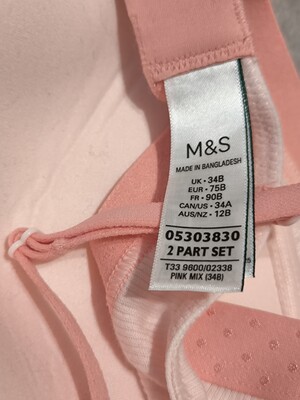 M&S
MADE IN BANGLADESH
UK • 34B
EUR • 75B
FR • 90B
CAN/US • 34A
AUS/NZ • 12B
05303830
2 PART SET
T33 9600/02338
PINK MIX (34B)